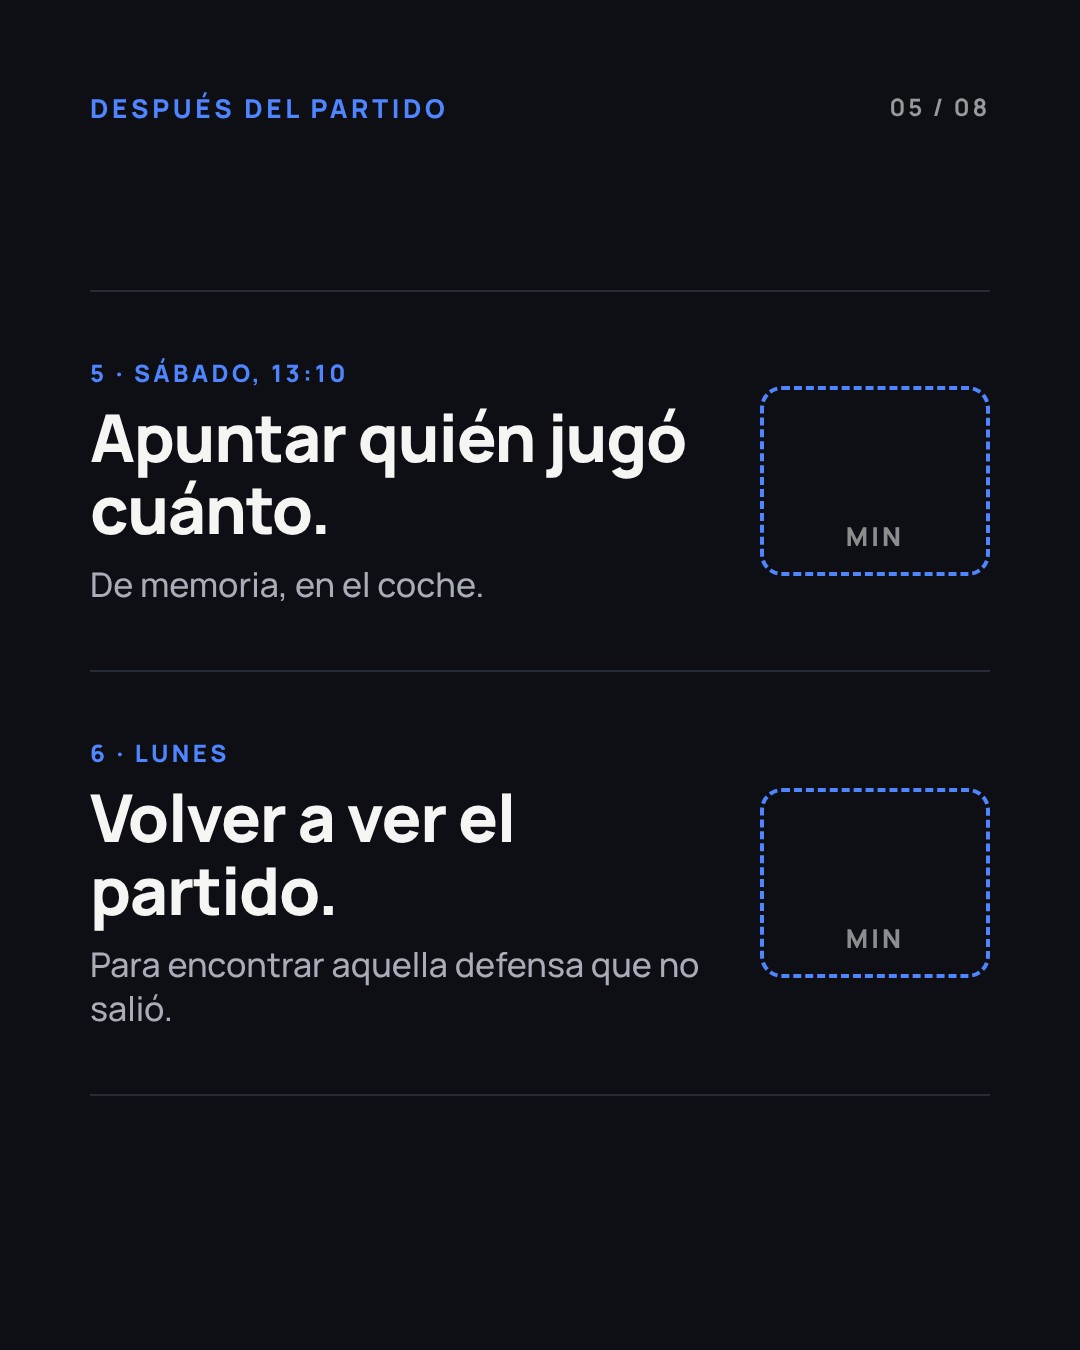 DESPUÉS DEL PARTIDO
05 / 08
5 · SÁBADO, 13:10
Apuntar quién jugó
cuánto.
De memoria, en el coche.
MIN
6 · LUNES
Volver a ver el
partido.
Para encontrar aquella defensa que no
salió.
MIN